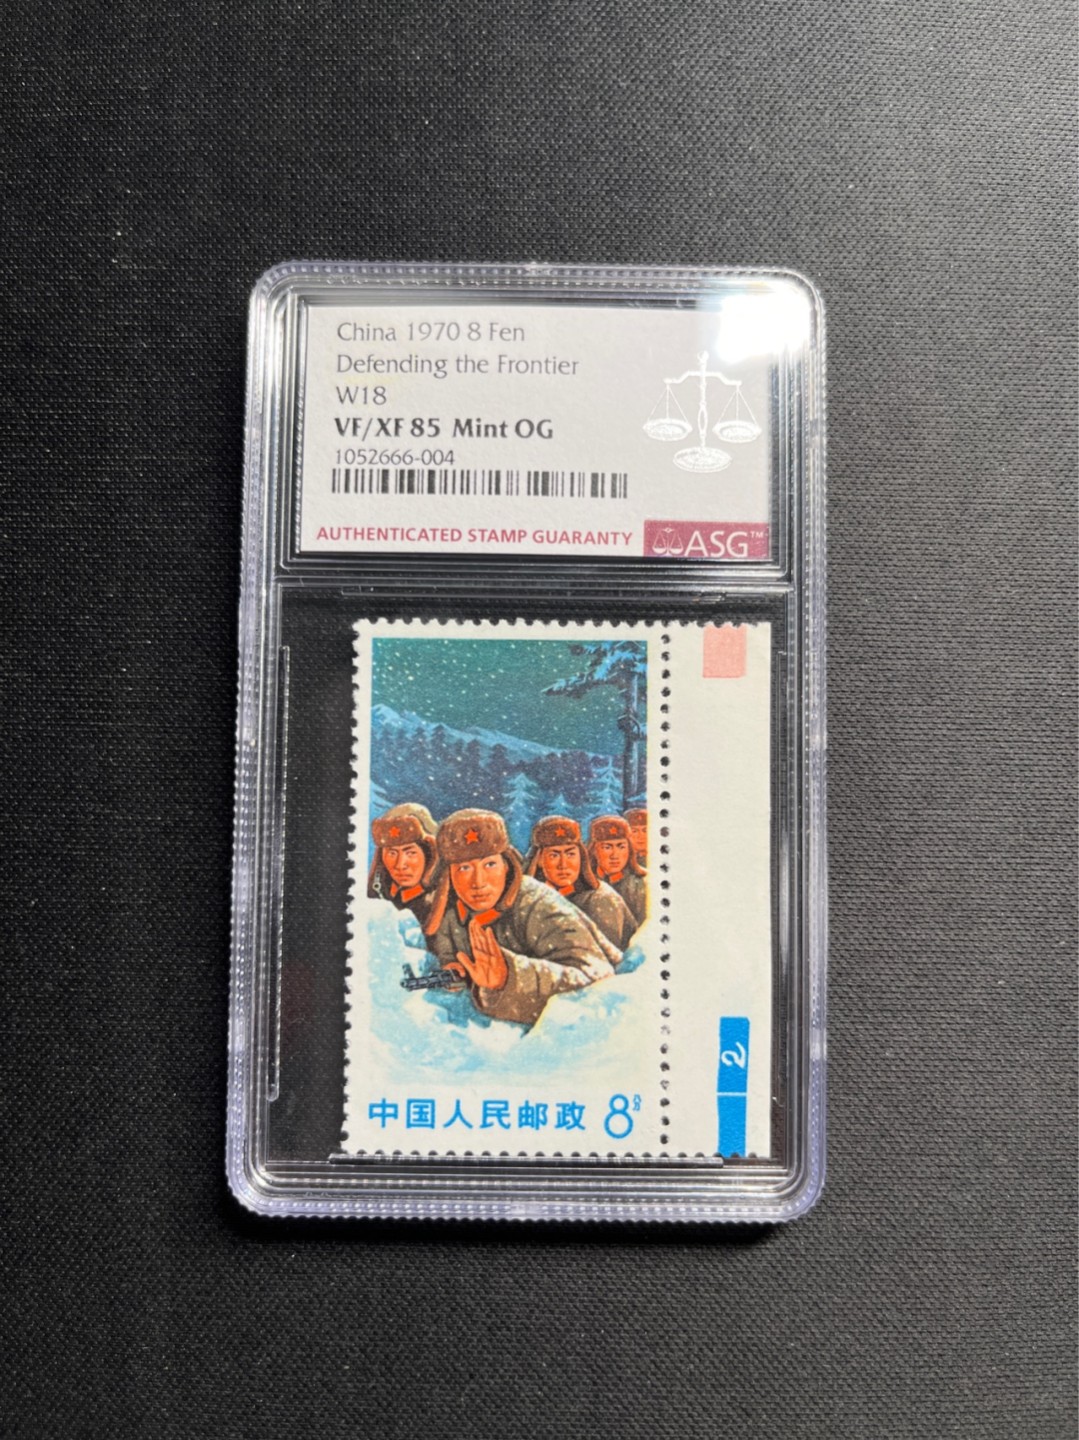 China 1970 8 Fen
Defending the Frontier
W18
VF/XF 85 Mint OG
1052666-004
AUTHENTICATED STAMP GUARANTY ASG™
2
中国人民邮政 8分